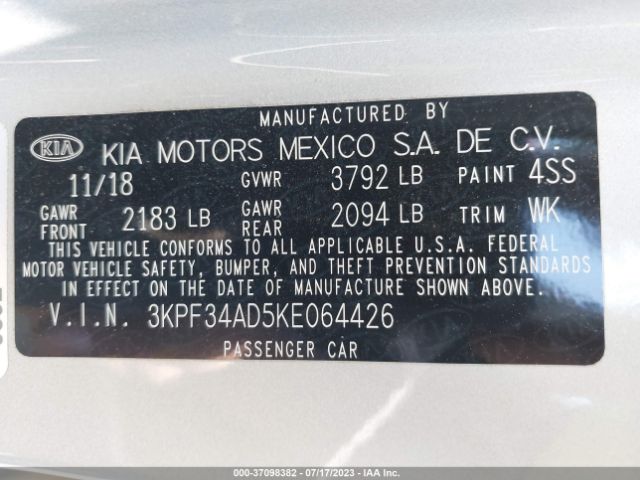 MANUFACTURED BY
KIA KIA MOTORS MEXICO S.A. DE C.V.
11/18 GVWR 3792 LB PAINT 4SS
GAWR FRONT 2183 LB GAWR REAR 2094 LB TRIM WK
THIS VEHICLE CONFORMS TO ALL APPLICABLE U.S.A. FEDERAL
MOTOR VEHICLE SAFETY, BUMPER, AND THEFT PREVENTION STANDARDS
IN EFFECT ON THE DATE OF MANUFACTURE SHOWN ABOVE.
V.I.N. 3KPF34AD5KE064426
PASSENGER CAR
000-37098382 - 07/17/2023 - IAA Inc.